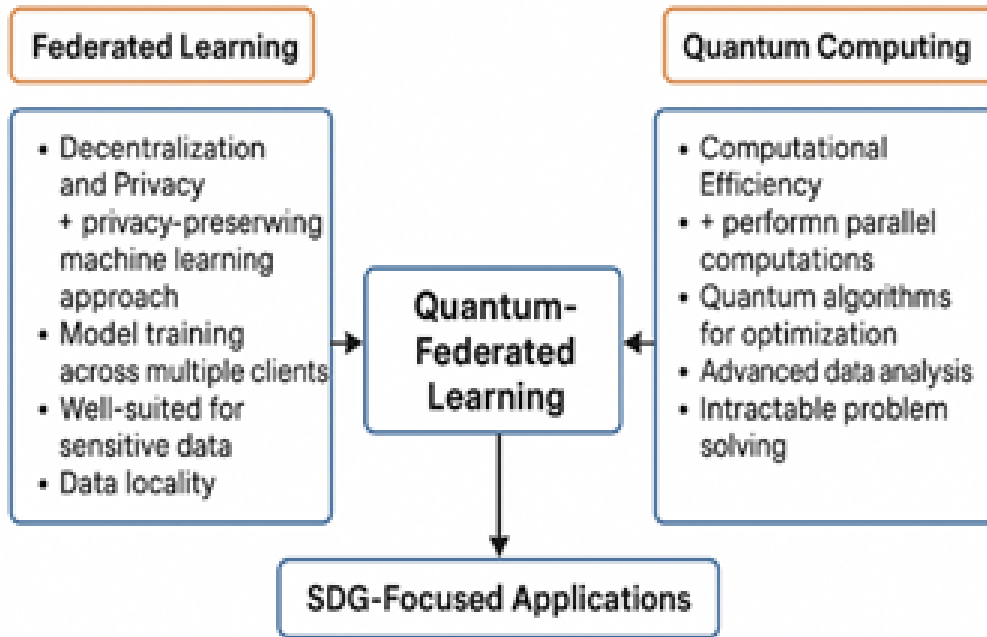 Federated Learning
• Decentralization
and Privacy
+ privacy-preserwing
machine learning
approach
• Model training
across multiple clients
• Well-suited for
sensitive data
• Data locality
Quantum-
Federated
Learning
Quantum Computing
• Computational
Efficiency
• + performn parallel
computations
• Quantum algorithms
for optimization
• Advanced data analysis
• Intractable problem
solving
SDG-Focused Applications